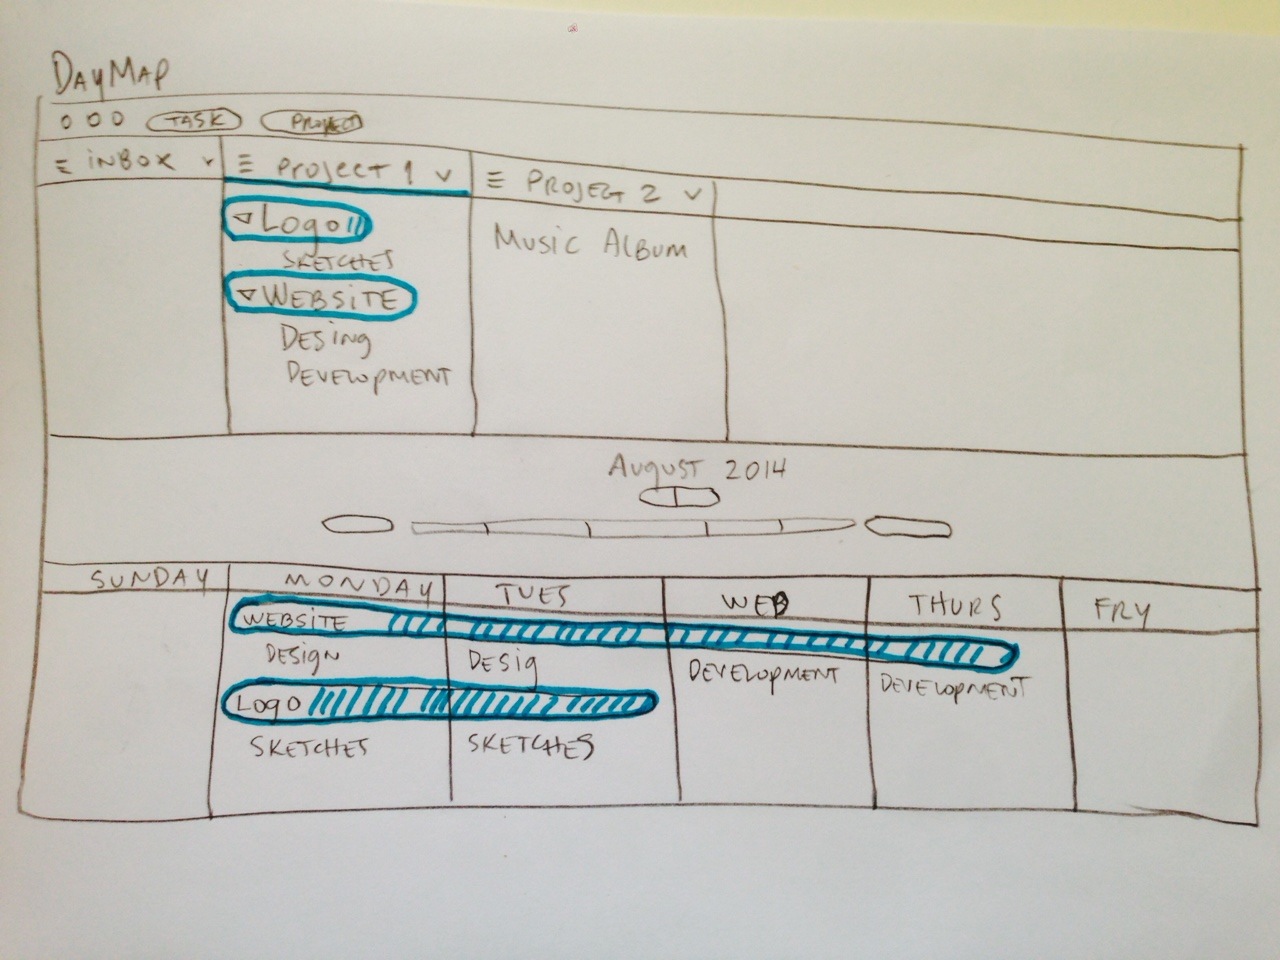 DAYMAP
TASK PROJECT
INBOX PROJECT 1 PROJECT 2
LOGO
SKETCHES
MUSIC ALBUM
WEBSITE
DESING
DEVELOPMENT
AUGUST 2014
SUNDAY MONDAY TUES WED THURS FRY
WEBSITE
DESIGN DESIG DEVELOPMENT DEVELOPMENT
LOGO
SKETCHES SKETCHES